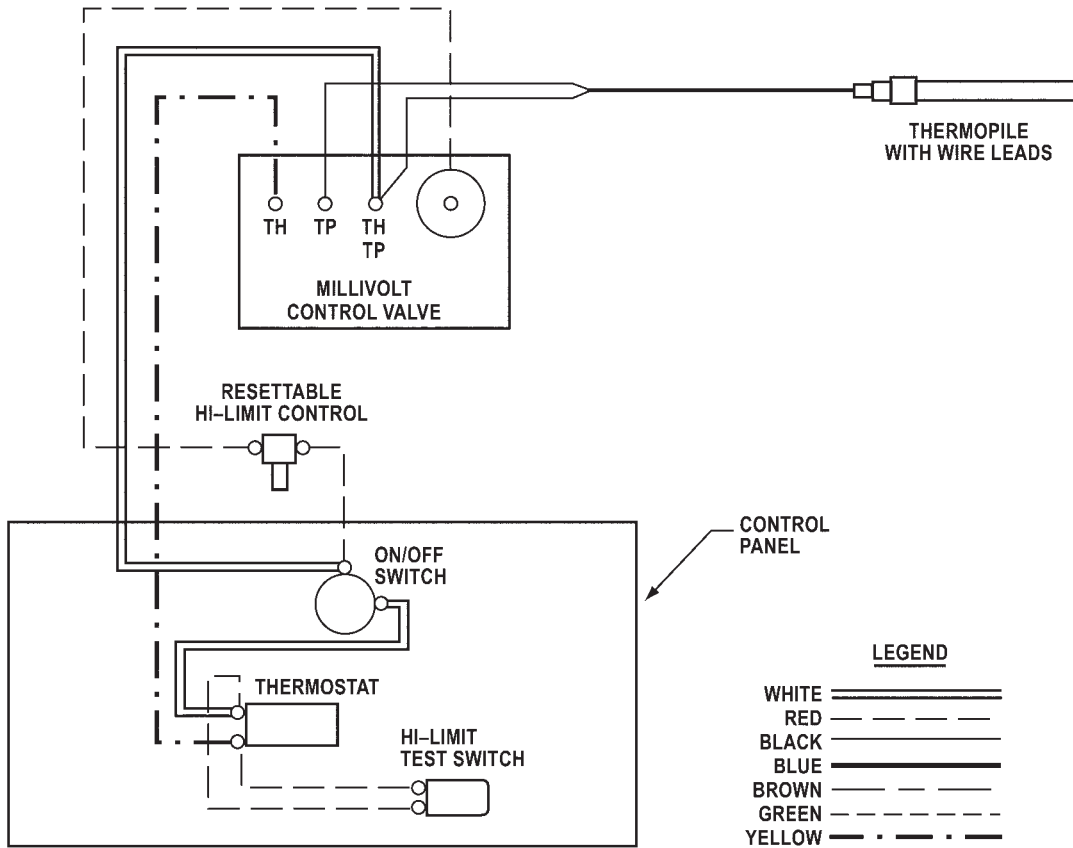 THERMOPILE
WITH WIRE LEADS
TH
TP
TH
TP
MILLIVOLT
CONTROL VALVE
RESETTABLE
HI–LIMIT CONTROL
CONTROL
PANEL
ON/OFF
SWITCH
THERMOSTAT
HI–LIMIT
TEST SWITCH
LEGEND
WHITE
RED
BLACK
BLUE
BROWN
GREEN
YELLOW